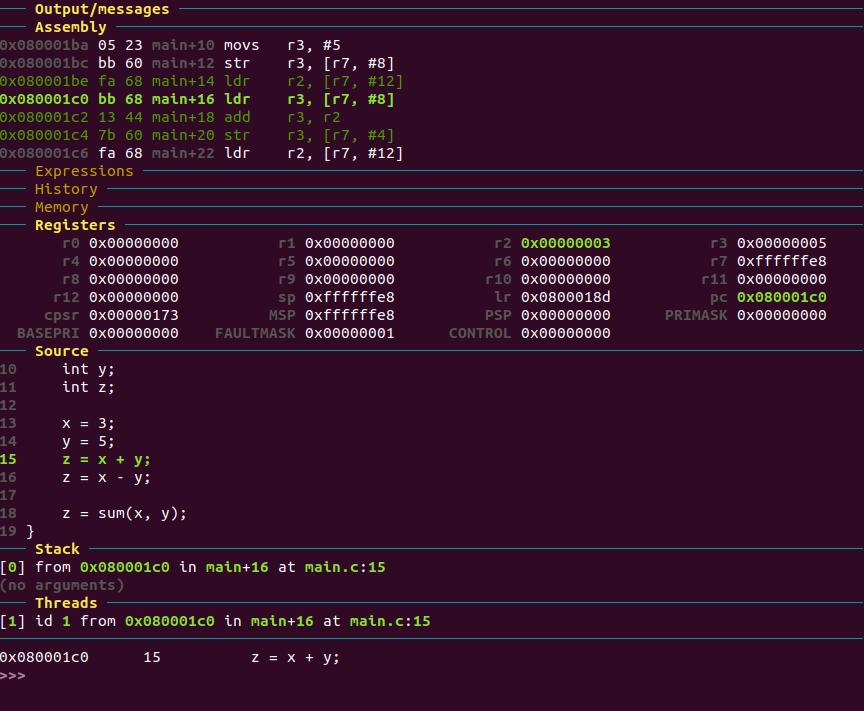 Output/messages
Assembly
0x080001ba 05 23 main+10 movs r3, #5
0x080001bc bb 60 main+12 str r3, [r7, #8]
0x080001be fa 68 main+14 ldr r2, [r7, #12]
0x080001c0 bb 68 main+16 ldr r3, [r7, #8]
0x080001c2 13 44 main+18 add r3, r2
0x080001c4 7b 60 main+20 str r3, [r7, #4]
0x080001c6 fa 68 main+22 ldr r2, [r7, #12]
Expressions
History
Memory
Registers
r0 0x00000000 r1 0x00000000 r2 0x00000003 r3 0x00000005
r4 0x00000000 r5 0x00000000 r6 0x00000000 r7 0xffffffe8
r8 0x00000000 r9 0x00000000 r10 0x00000000 r11 0x00000000
r12 0x00000000 sp 0xffffffe8 lr 0x0800018d pc 0x080001c0
cpsr 0x00000173 MSP 0xffffffe8 PSP 0x00000000 PRIMASK 0x00000000
BASEPRI 0x00000000 FAULTMASK 0x00000001 CONTROL 0x00000000
Source
10 int y;
11 int z;
12
13 x = 3;
14 y = 5;
15 z = x + y;
16 z = x - y;
17
18 z = sum(x, y);
19 }
Stack
[0] from 0x080001c0 in main+16 at main.c:15
(no arguments)
Threads
[1] id 1 from 0x080001c0 in main+16 at main.c:15
0x080001c0 15 z = x + y;
>>>